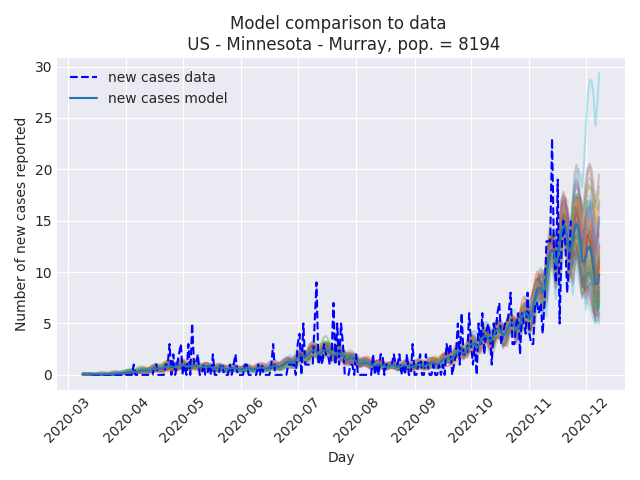 Model comparison to data
US - Minnesota - Murray, pop. = 8194
new cases data
new cases model
Number of new cases reported
30
25
20
15
10
5
0
2020-03
2020-04
2020-05
2020-06
2020-07
2020-08
2020-09
2020-10
2020-11
2020-12
Day